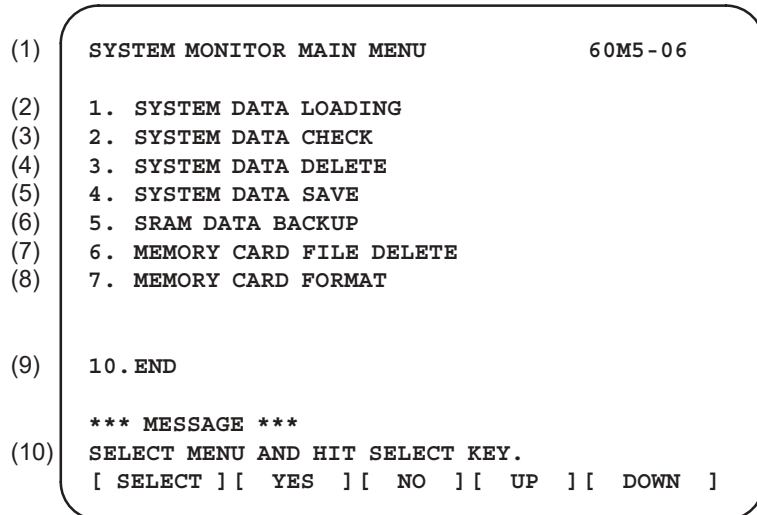 (1) SYSTEM MONITOR MAIN MENU 60M5-06
(2) 1. SYSTEM DATA LOADING
(3) 2. SYSTEM DATA CHECK
(4) 3. SYSTEM DATA DELETE
(5) 4. SYSTEM DATA SAVE
(6) 5. SRAM DATA BACKUP
(7) 6. MEMORY CARD FILE DELETE
(8) 7. MEMORY CARD FORMAT
(9) 10.END
*** MESSAGE ***
(10) SELECT MENU AND HIT SELECT KEY.
[ SELECT ][ YES ][ NO ][ UP ][ DOWN ]